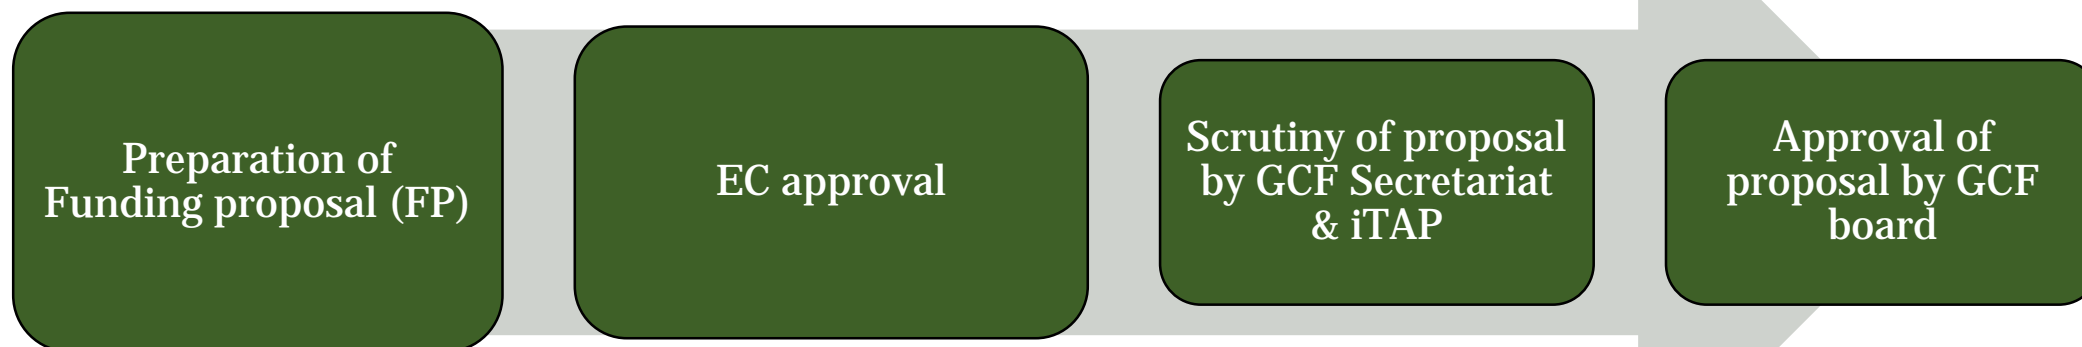 Preparation of
Funding proposal (FP)
EC approval
Scrutiny of proposal
by GCF Secretariat
& iTAP
Approval of
proposal by GCF
board